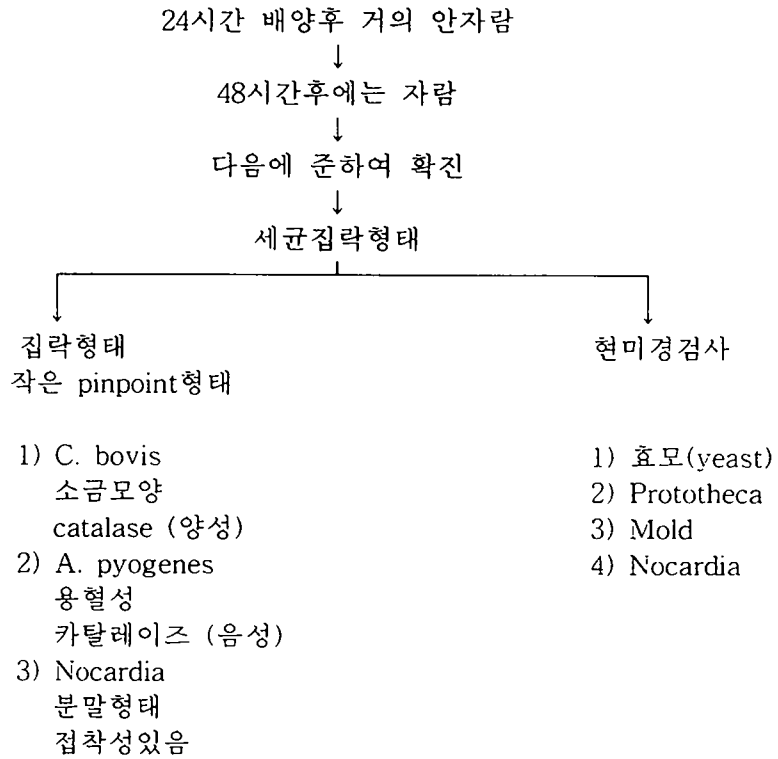 24시간 배양후 거의 안자람
↓
48시간후에는 자람
↓
다음에 준하여 확진
↓
세균집락형태
집락형태
작은 pinpoint형태
1) C. bovis
소금모양
catalase (양성)
2) A. pyogenes
용혈성
카탈레이즈 (음성)
3) Nocardia
분말형태
접착성있음
현미경검사
1) 효모(yeast)
2) Prototheca
3) Mold
4) Nocardia